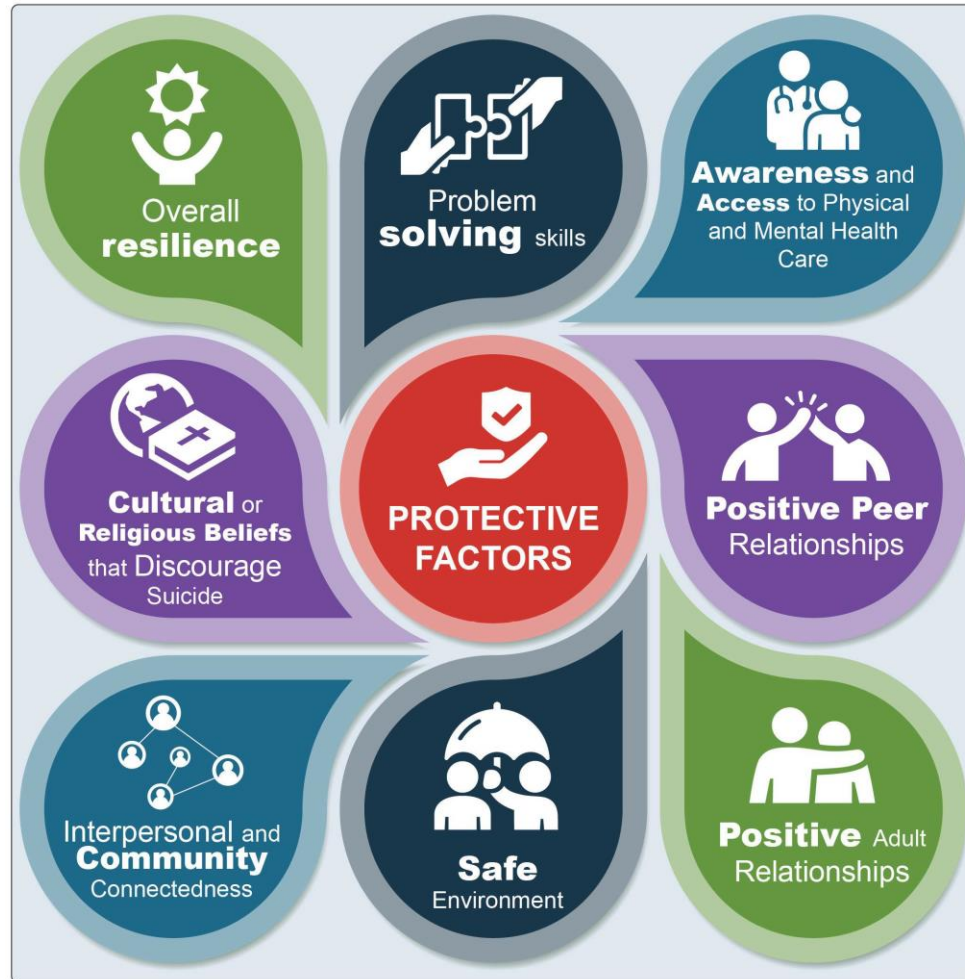 Overall
resilience
Problem
solving skills
Awareness and
Access to Physical
and Mental Health
Care
Cultural or
Religious Beliefs
that Discourage
Suicide
PROTECTIVE
FACTORS
Positive Peer
Relationships
Interpersonal and
Community
Connectedness
Safe
Environment
Positive Adult
Relationships